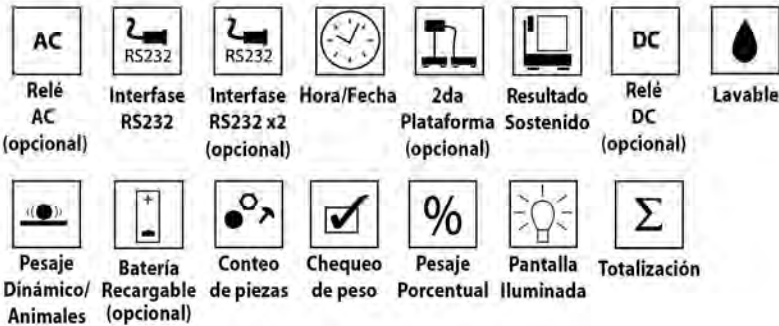 AC
Relé
AC
(opcional)
RS232
Interfase
RS232
RS232
Interfase
RS232 x2
(opcional)
Hora/Fecha
2da
Plataforma
(opcional)
Resultado
Sostenido
DC
Relé
DC
(opcional)
Lavable
Pesaje
Dinámico/
Animales
+
Batería
Recargable
(opcional)
Conteo
de piezas
Chequeo
de peso
%
Pesaje
Porcentual
Pantalla
Iluminada
Σ
Totalización